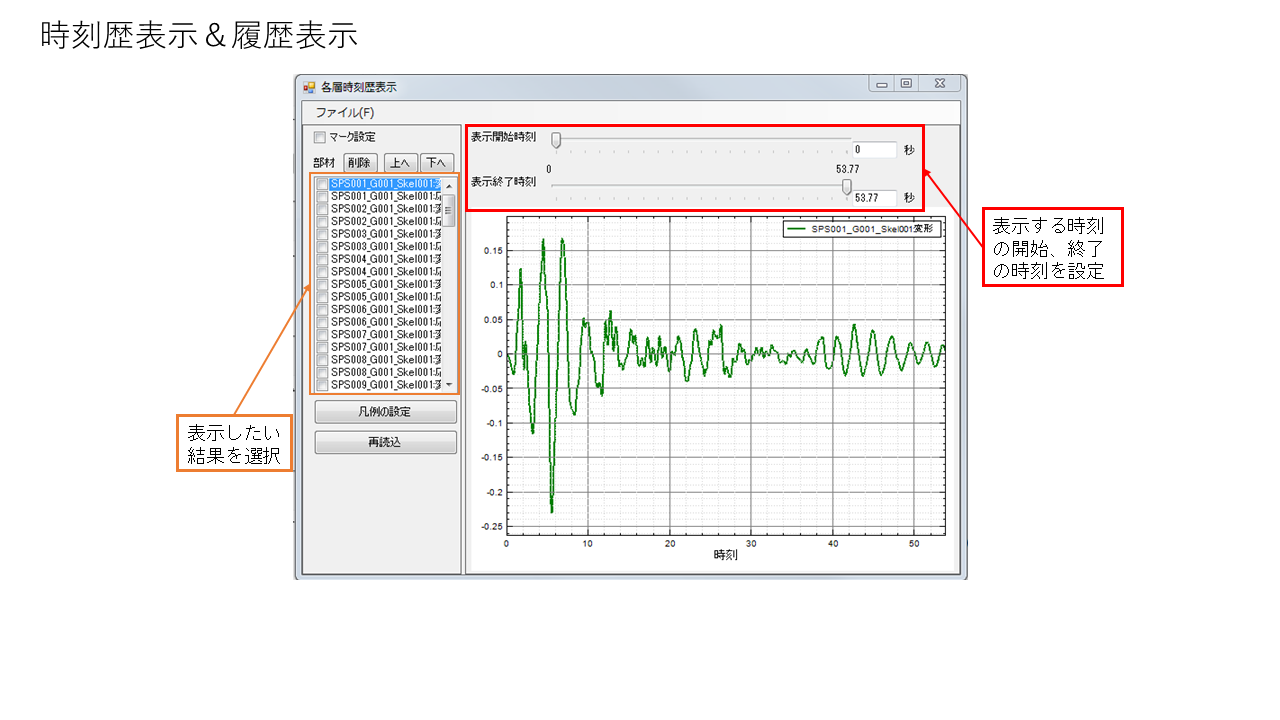 時刻歴表示＆履歴表示
各層時刻歴表示
ファイル(F)
マーク設定
部材 削除 上へ 下へ
SPS001_G001_Skel001:変
SPS001_G001_Skel001:応
SPS002_G001_Skel001:変
SPS002_G001_Skel001:応
SPS003_G001_Skel001:変
SPS003_G001_Skel001:応
SPS004_G001_Skel001:変
SPS004_G001_Skel001:応
SPS005_G001_Skel001:変
SPS005_G001_Skel001:応
SPS006_G001_Skel001:変
SPS006_G001_Skel001:応
SPS007_G001_Skel001:変
SPS007_G001_Skel001:応
SPS008_G001_Skel001:変
SPS008_G001_Skel001:応
SPS009_G001_Skel001:変
凡例の設定
再読込
表示開始時刻 0 秒
0 53.77
表示終了時刻 53.77 秒
SPS001_G001_Skel001変形
0.15
0.1
0.05
0
-0.05
-0.1
-0.15
-0.2
-0.25
0 10 20 30 40 50
時刻
表示する時刻
の開始、終了
の時刻を設定
表示したい
結果を選択